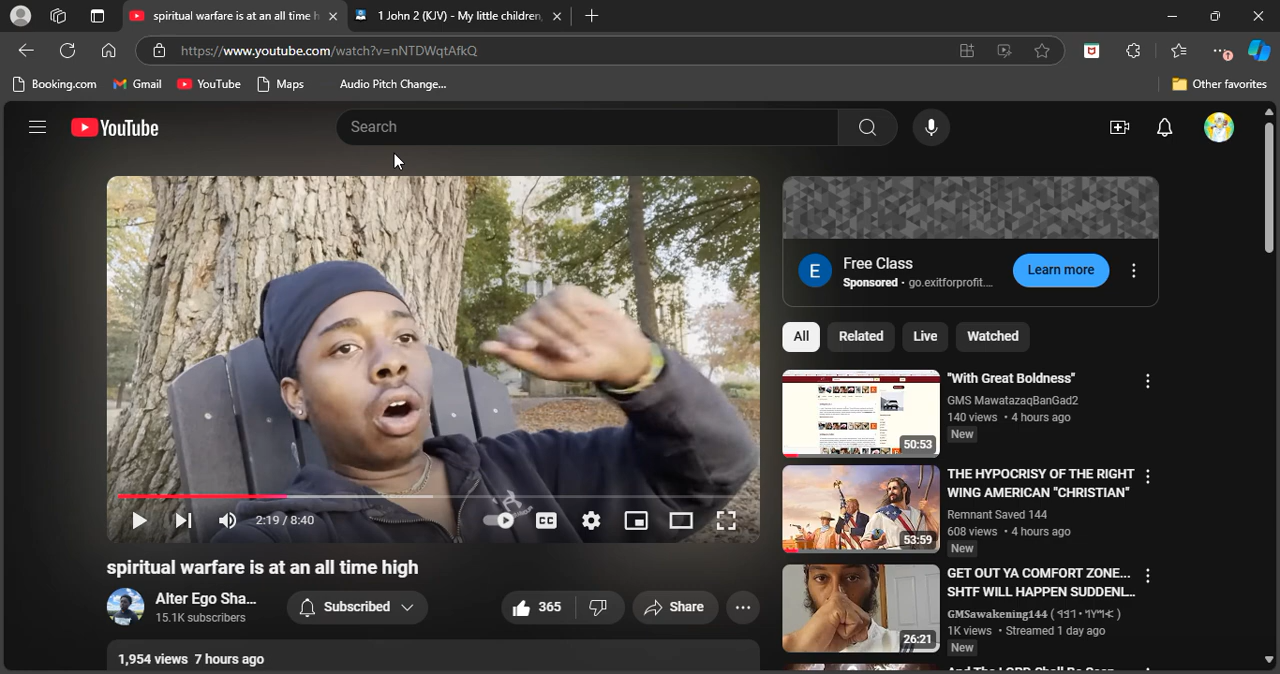 spiritual warfare is at an all time h
1 John 2 (KJV) - My little children,
https://www.youtube.com/watch?v=nNTDWqtAfkQ
Booking.com
Gmail
YouTube
Maps
Audio Pitch Change...
Other favorites
YouTube
Search
E
Free Class
Sponsored · go.exitforprofit....
Learn more
All
Related
Live
Watched
"With Great Boldness"
GMS MawatazaqBanGad2
140 views • 4 hours ago
New
50:53
THE HYPOCRISY OF THE RIGHT
WING AMERICAN "CHRISTIAN"
Remnant Saved 144
608 views • 4 hours ago
New
53:59
GET OUT YA COMFORT ZONE...
SHTF WILL HAPPEN SUDDENL...
1K views • Streamed 1 day ago
New
26:21
2:19 / 8:40
CC
spiritual warfare is at an all time high
Alter Ego Sha...
15.1K subscribers
Subscribed
365
Share
1,954 views 7 hours ago